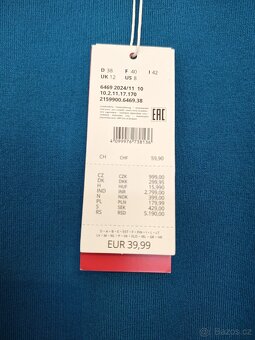 D 38 F 40 I 42
UK 12 US 8
6469 2024/11 10
10.2.11.17.170
2159900.6469.38
EAC
4099976738136
CH CHF 59,90
CZ CZK 999,00
DK DKK 299,95
H HUF 15.990
IND INR 2.799,00
N NOK 399,00
PL PLN 179,99
S SEK 429,00
RS RSD 5.190,00
EUR 39,99
bazos.cz